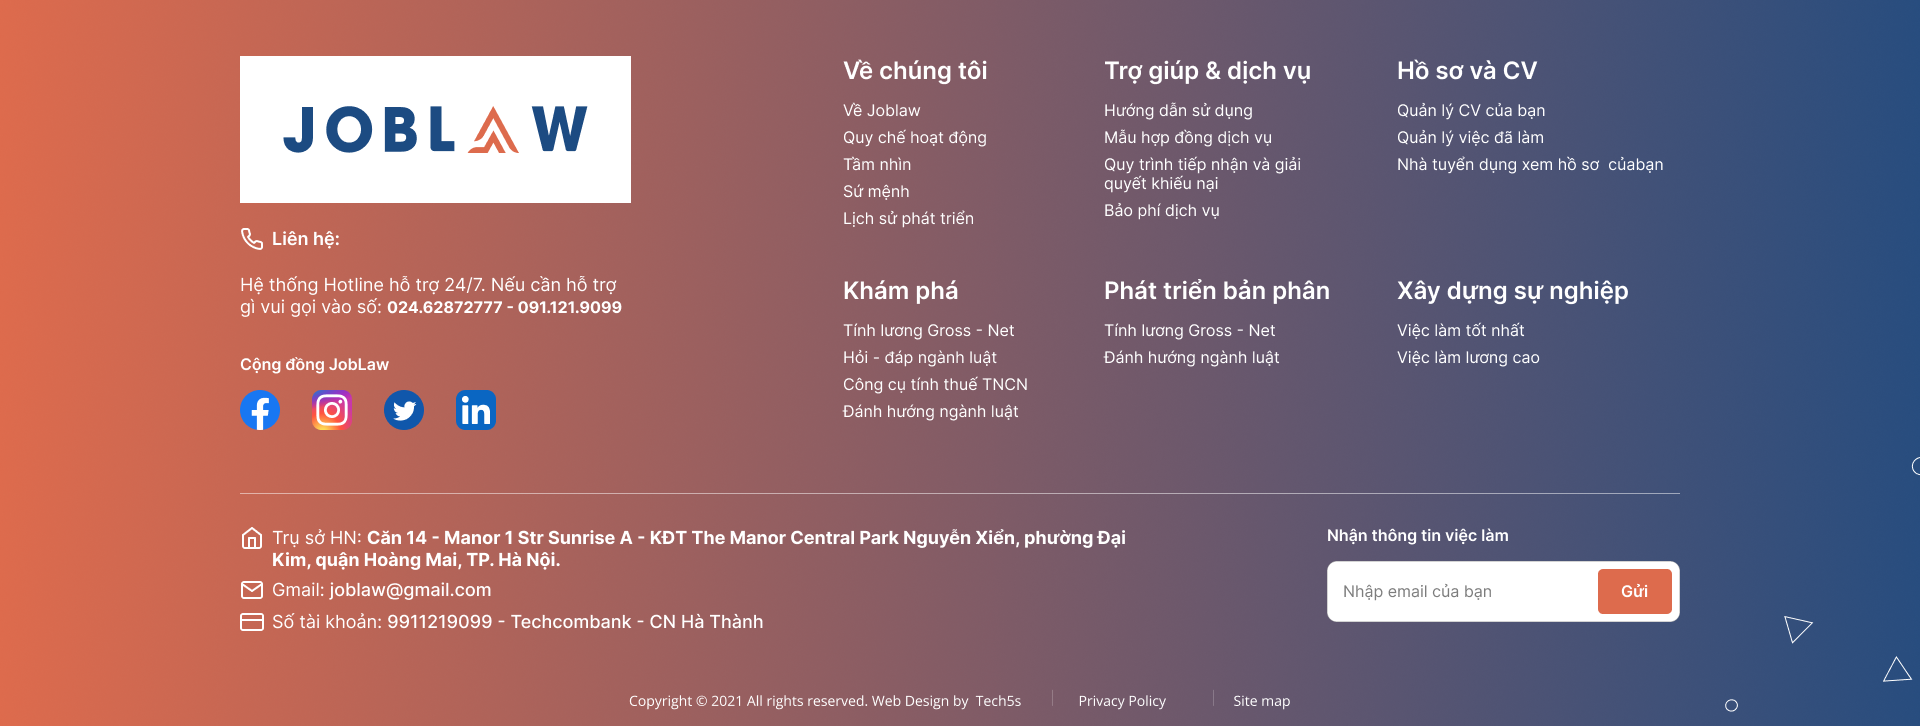 JOBLAW
Liên hệ:
Hệ thống Hotline hỗ trợ 24/7. Nếu cần hỗ trợ
gì vui gọi vào số: 024.62872777 - 091.121.9099
Cộng đồng JobLaw
Về chúng tôi
Về Joblaw
Quy chế hoạt động
Tầm nhìn
Sứ mệnh
Lịch sử phát triển
Trợ giúp & dịch vụ
Hướng dẫn sử dụng
Mẫu hợp đồng dịch vụ
Quy trình tiếp nhận và giải
quyết khiếu nại
Bảo phí dịch vụ
Hồ sơ và CV
Quản lý CV của bạn
Quản lý việc đã làm
Nhà tuyển dụng xem hồ sơ  củabạn
Khám phá
Tính lương Gross - Net
Hỏi - đáp ngành luật
Công cụ tính thuế TNCN
Đánh hướng ngành luật
Phát triển bản phân
Tính lương Gross - Net
Đánh hướng ngành luật
Xây dựng sự nghiệp
Việc làm tốt nhất
Việc làm lương cao
Trụ sở HN: Căn 14 - Manor 1 Str Sunrise A - KĐT The Manor Central Park Nguyễn Xiển, phường Đại
Kim, quận Hoàng Mai, TP. Hà Nội.
Gmail: joblaw@gmail.com
Số tài khoản: 9911219099 - Techcombank - CN Hà Thành
Nhận thông tin việc làm
Nhập email của bạn
Gửi
Copyright © 2021 All rights reserved. Web Design by  Tech5s
Privacy Policy
Site map